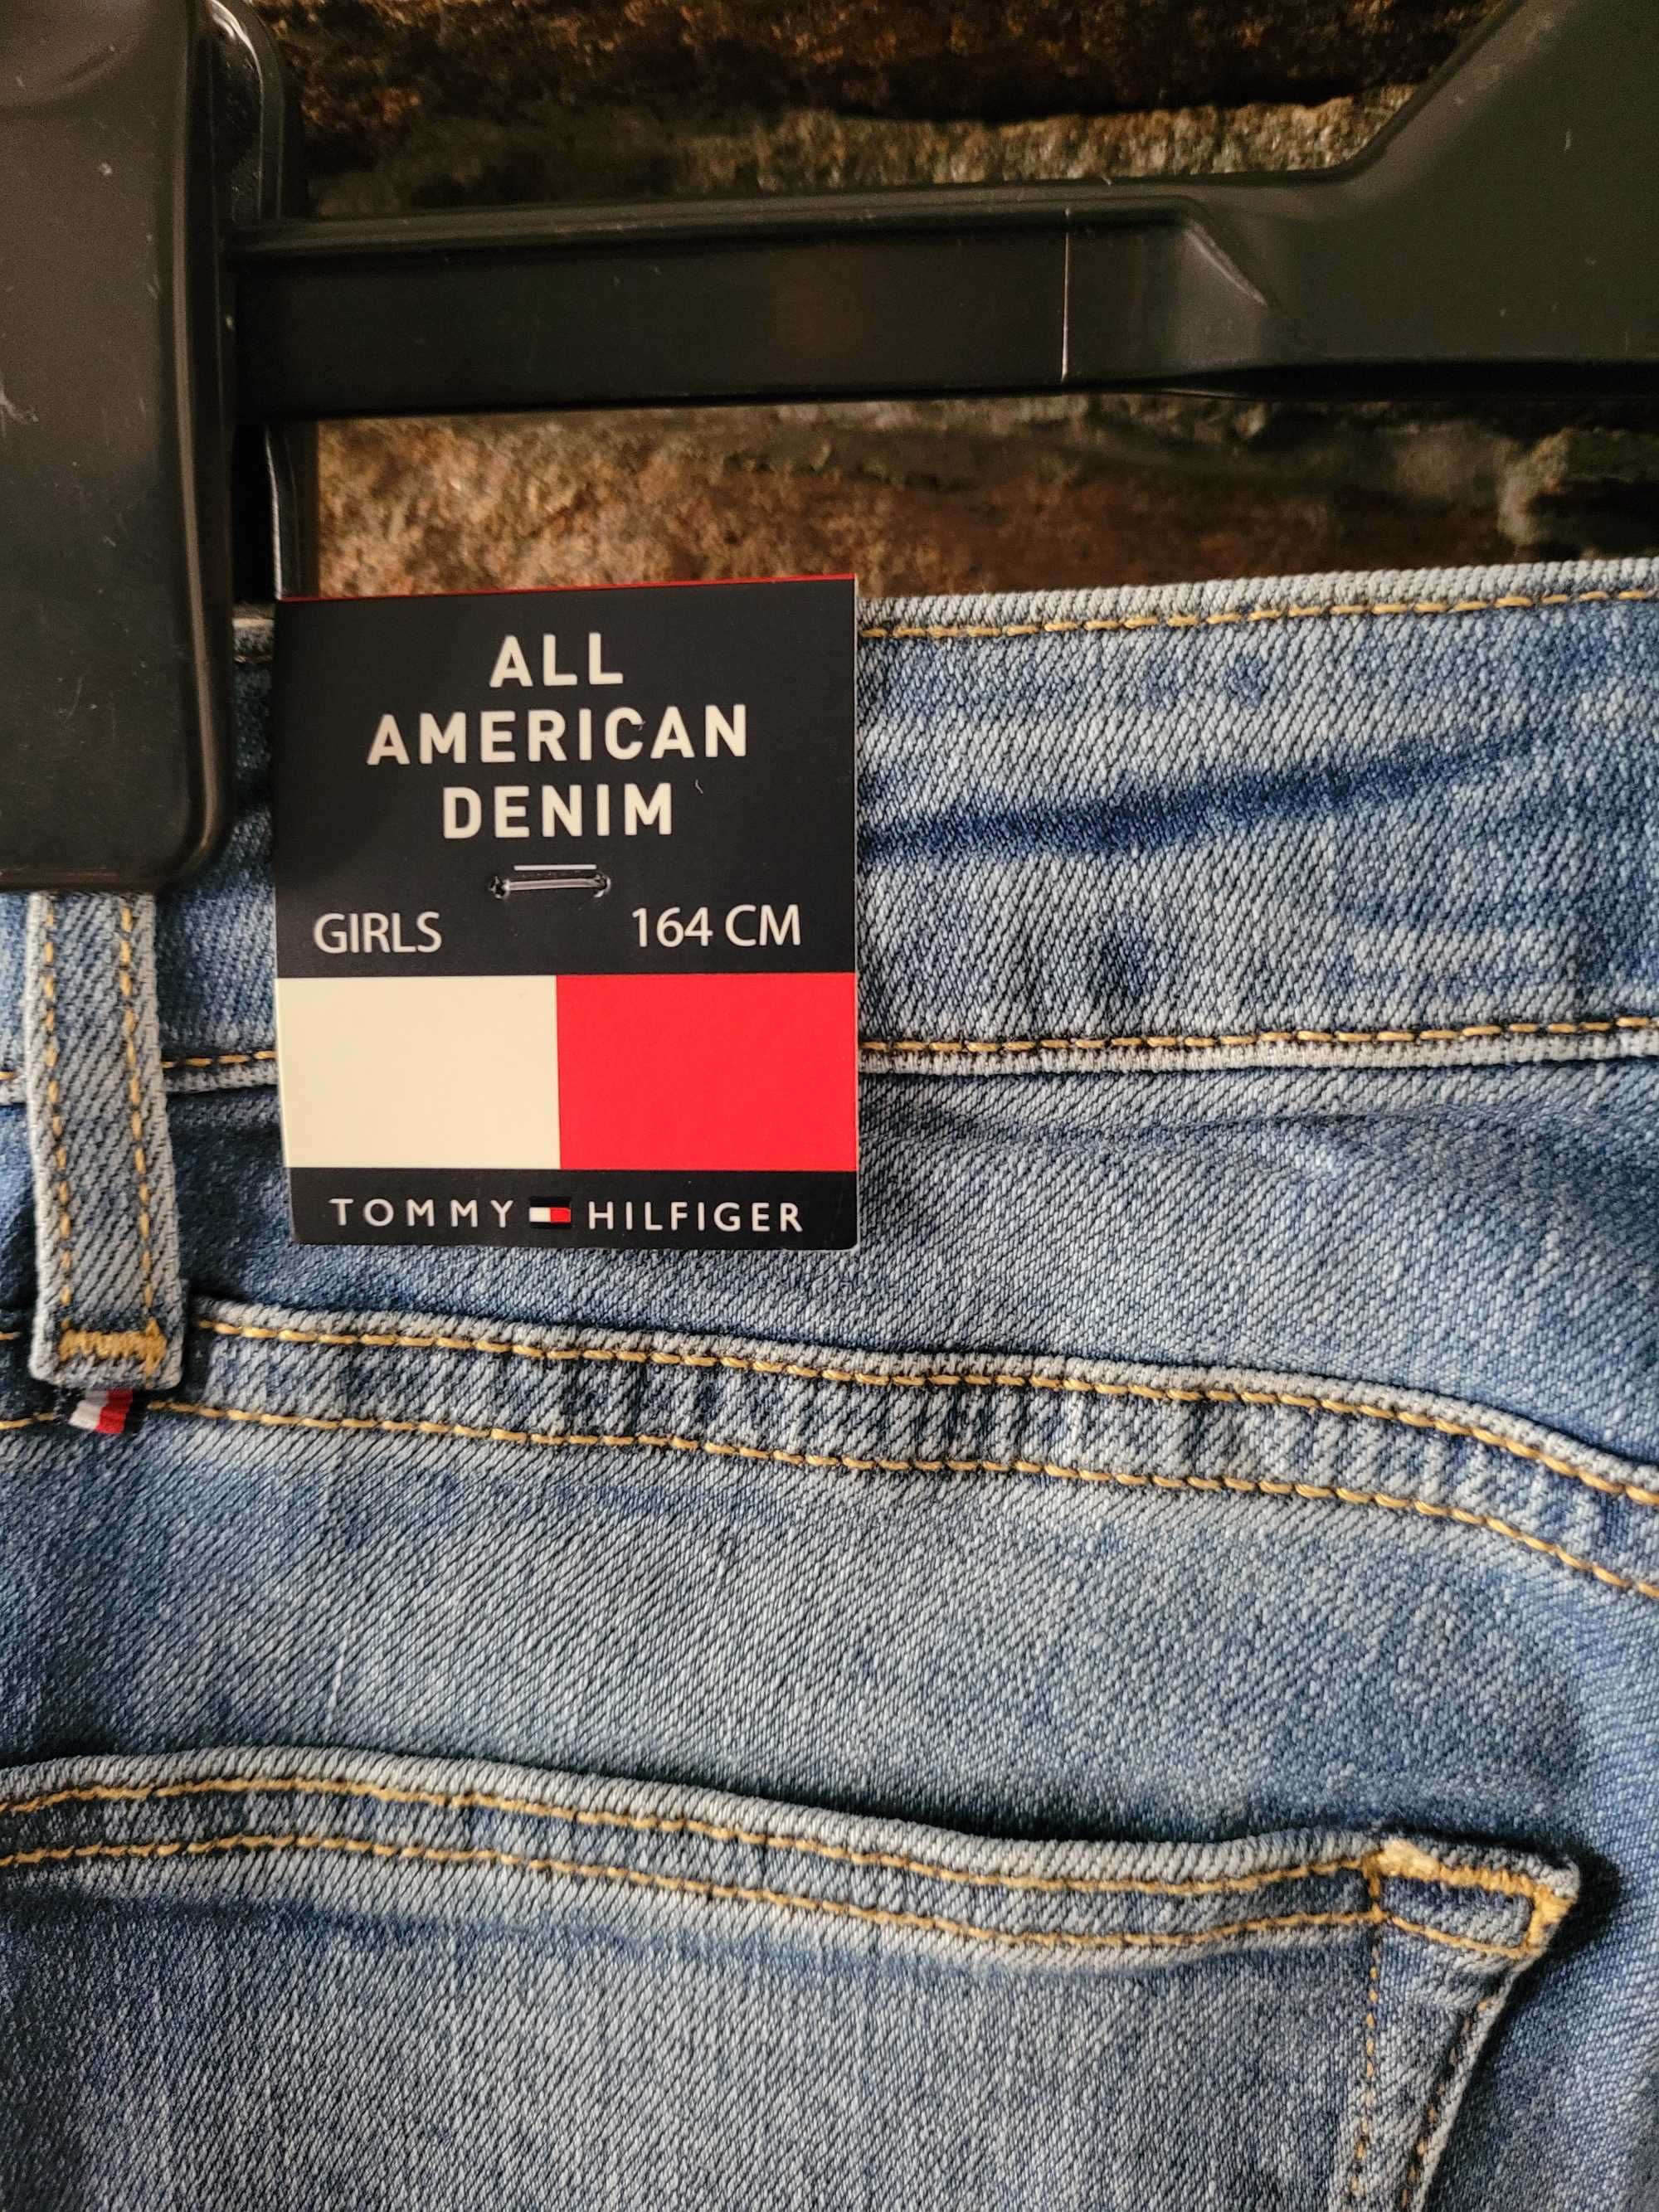 ALL
AMERICAN
DENIM
GIRLS 164 CM
TOMMY HILFIGER